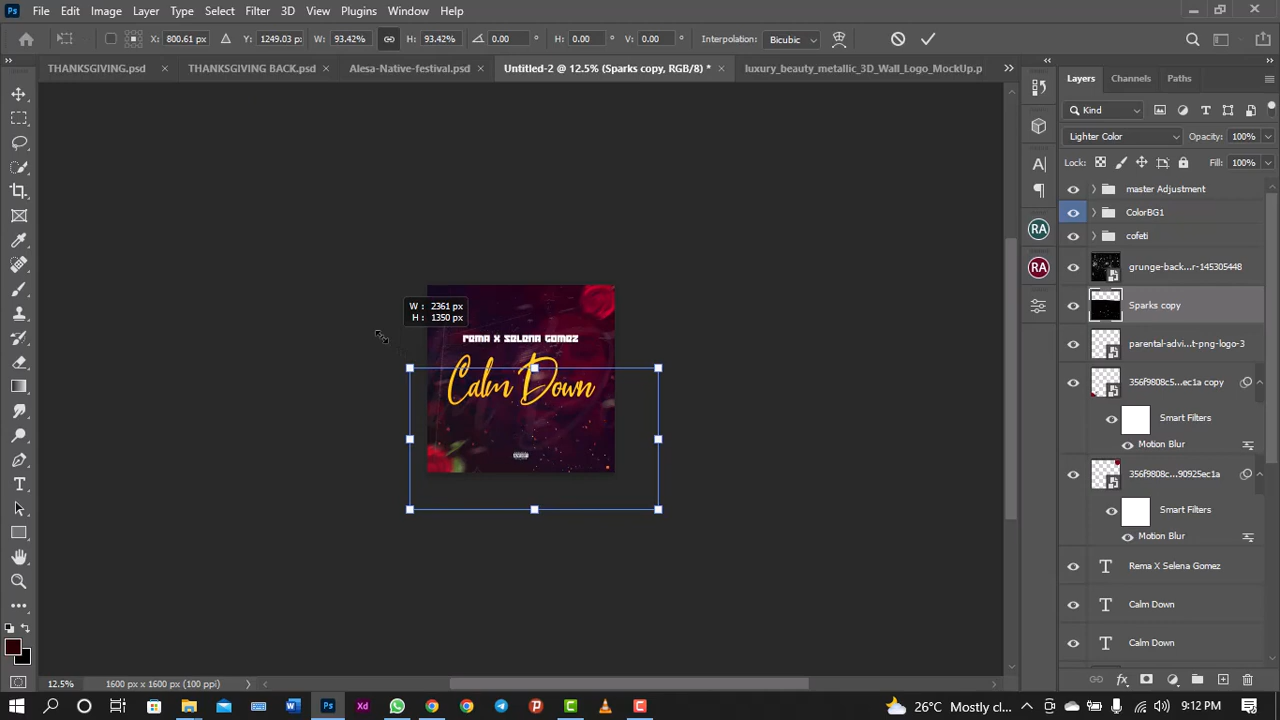 Ps File Edit Image Layer Type Select Filter 3D View Plugins Window Help
X: 800.61 px Y: 1249.03 px W: 93.42% H: 93.42% 0.00 ° H: 0.00 ° V: 0.00 ° Interpolation: Bicubic
THANKSGIVING.psd × THANKSGIVING BACK.psd × Alesa-Native-festival.psd × Untitled-2 @ 12.5% (Sparks copy, RGB/8) * × luxury_beauty_metallic_3D_Wall_Logo_MockUp.p
Layers Channels Paths
Kind
Lighter Color Opacity: 100%
Lock: Fill: 100%
master Adjustment
ColorBG1
cofeti
grunge-back...r-145305448
Sparks copy
parental-advi...t-png-logo-3
356f9808c5...ec1a copy
Smart Filters
Motion Blur
356f9808c...90925ec1a
Smart Filters
Motion Blur
Rema X Selena Gomez
Calm Down
Calm Down
RA
RA
W: 2361 px
H: 1350 px
REMA X SELENA GOMEZ
Calm Down
12.5% 1600 px x 1600 px (100 ppi)
26°C Mostly cl... 9:12 PM